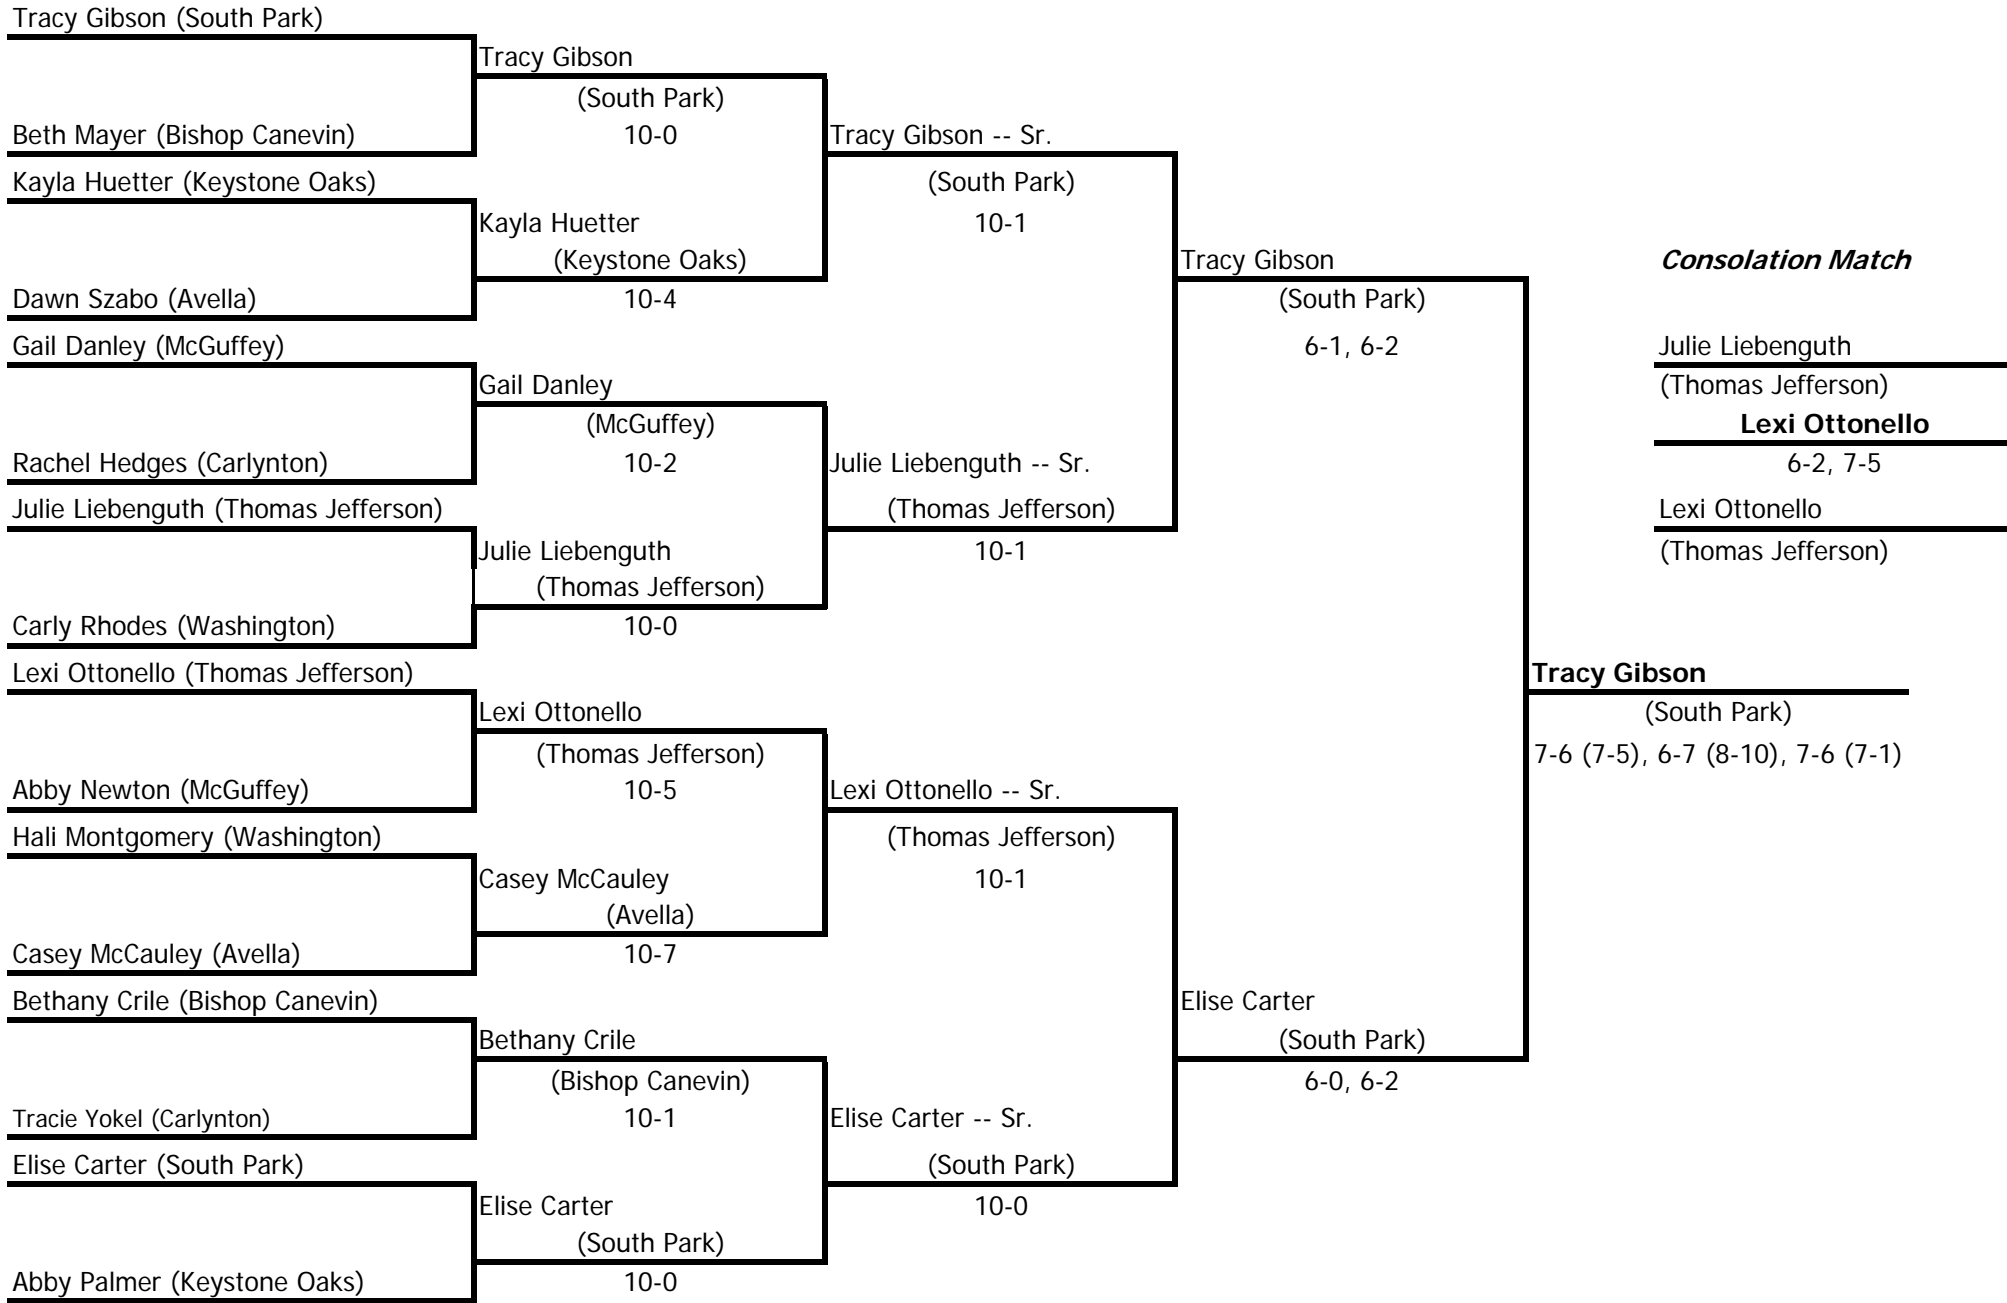 Tracy Gibson (South Park)
Tracy Gibson
(South Park)
Beth Mayer (Bishop Canevin)
10-0
Tracy Gibson -- Sr.
Kayla Huetter (Keystone Oaks)
(South Park)
Kayla Huetter
10-1
(Keystone Oaks)
Tracy Gibson
Consolation Match
Dawn Szabo (Avella)
10-4
(South Park)
Gail Danley (McGuffey)
6-1, 6-2
Julie Liebenguth
Gail Danley
(Thomas Jefferson)
(McGuffey)
Lexi Ottonello
Rachel Hedges (Carlynton)
10-2
Julie Liebenguth -- Sr.
6-2, 7-5
Julie Liebenguth (Thomas Jefferson)
(Thomas Jefferson)
Lexi Ottonello
Julie Liebenguth
10-1
(Thomas Jefferson)
(Thomas Jefferson)
Carly Rhodes (Washington)
10-0
Lexi Ottonello (Thomas Jefferson)
Tracy Gibson
Lexi Ottonello
(South Park)
(Thomas Jefferson)
7-6 (7-5), 6-7 (8-10), 7-6 (7-1)
Abby Newton (McGuffey)
10-5
Lexi Ottonello -- Sr.
Hali Montgomery (Washington)
(Thomas Jefferson)
Casey McCauley
10-1
(Avella)
Casey McCauley (Avella)
10-7
Bethany Crile (Bishop Canevin)
Elise Carter
Bethany Crile
(South Park)
(Bishop Canevin)
6-0, 6-2
Tracie Yokel (Carlynton)
10-1
Elise Carter -- Sr.
Elise Carter (South Park)
(South Park)
Elise Carter
10-0
(South Park)
Abby Palmer (Keystone Oaks)
10-0